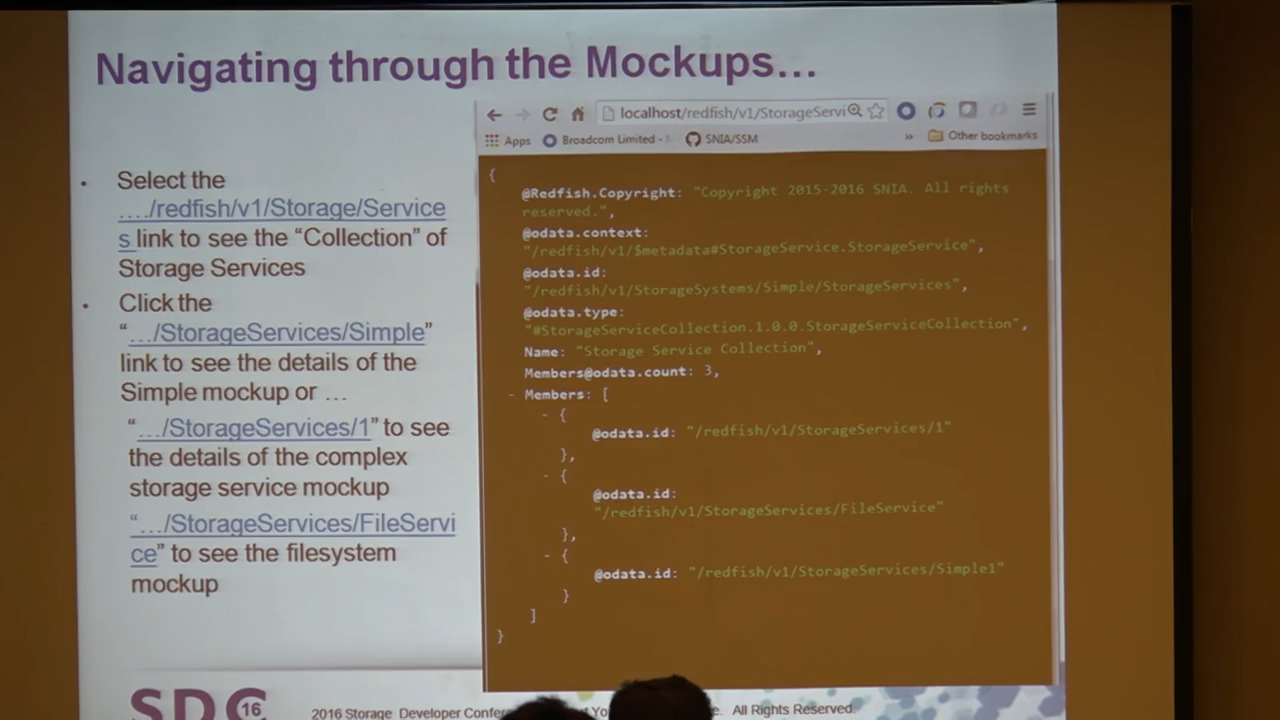 Navigating through the Mockups…
Select the
…./redfish/v1/Storage/Service
s link to see the “Collection” of
Storage Services
Click the
“…/StorageServices/Simple”
link to see the details of the
Simple mockup or …
“…/StorageServices/1” to see
the details of the complex
storage service mockup
“…/StorageServices/FileServi
ce” to see the filesystem
mockup
localhost/redfish/v1/StorageServi
Apps Broadcom Limited - SNIA/SSM » Other bookmarks
{
@Redfish.Copyright: "Copyright 2015-2016 SNIA. All rights
reserved.",
@odata.context:
"/redfish/v1/$metadata#StorageService.StorageService",
@odata.id:
"/redfish/v1/StorageSystems/Simple/StorageServices",
@odata.type:
"#StorageServiceCollection.1.0.0.StorageServiceCollection",
Name: "Storage Service Collection",
Members@odata.count: 3,
- Members: [
- {
@odata.id: "/redfish/v1/StorageServices/1"
},
- {
@odata.id:
"/redfish/v1/StorageServices/FileService"
},
- {
@odata.id: "/redfish/v1/StorageServices/Simple1"
}
]
}
SDC 16
2016 Storage Developer All Rights Reserved.